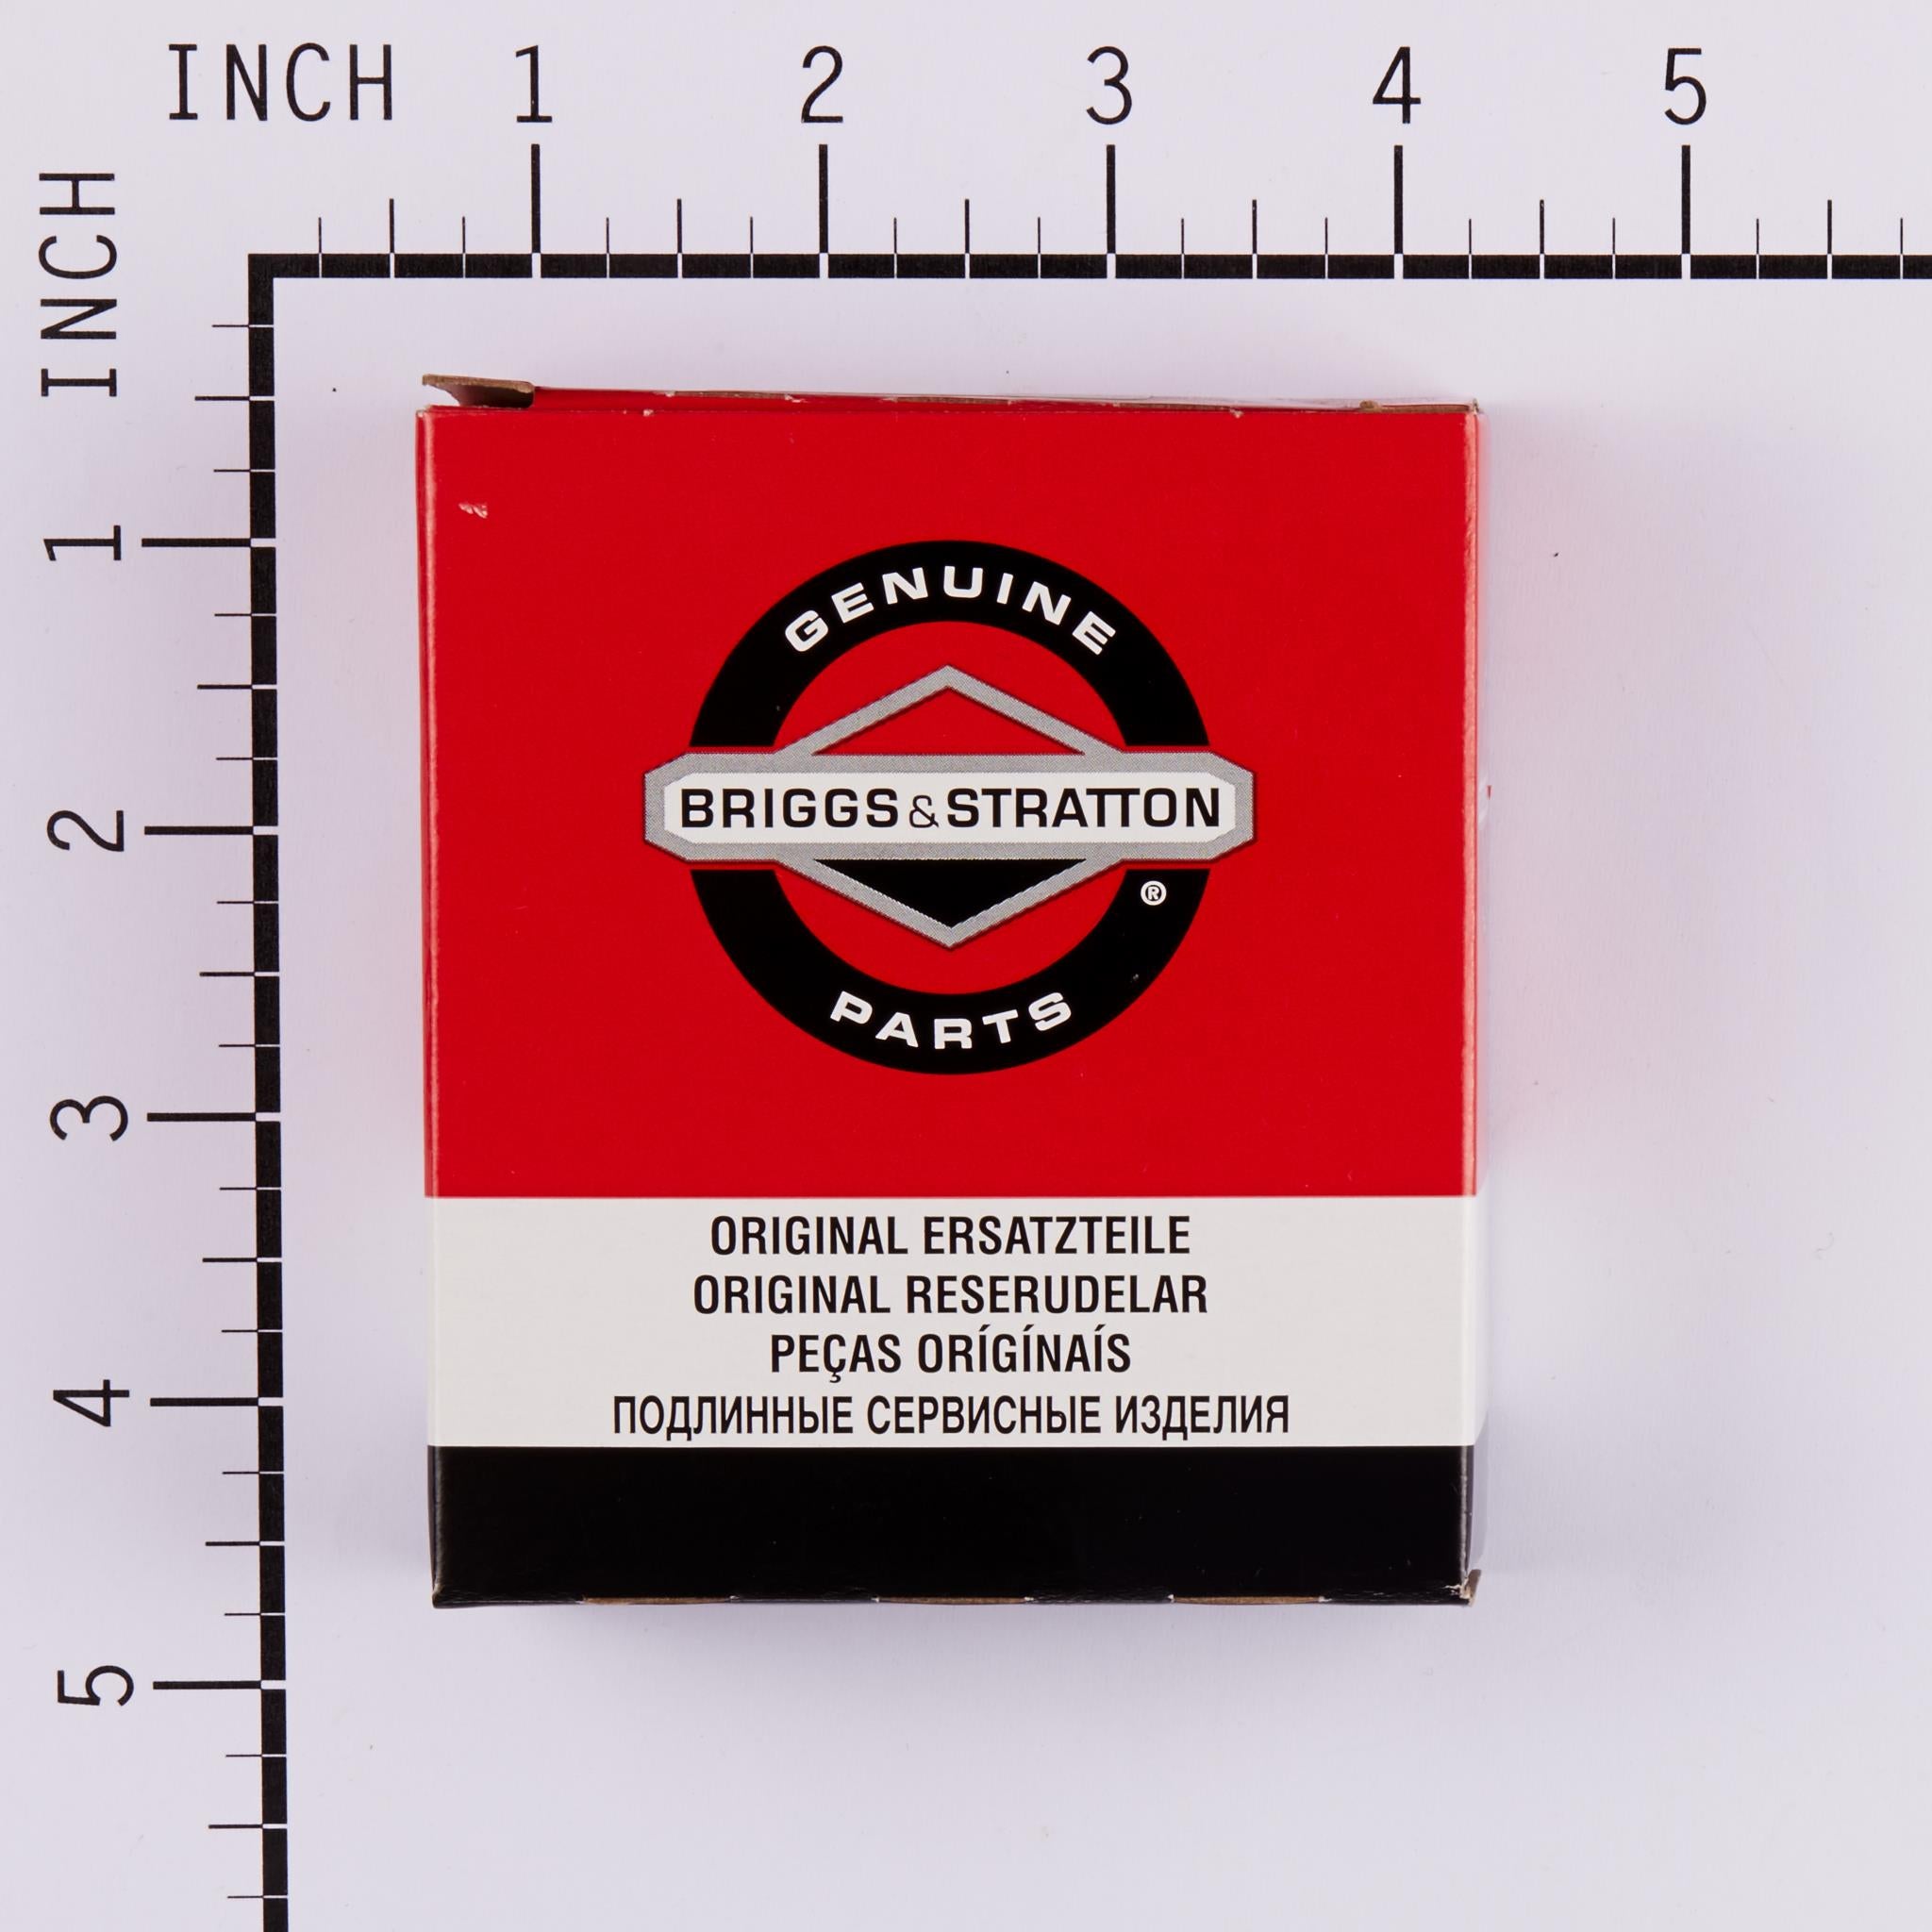 INCH 1 2 3 4 5
INCH
1
2
3
4
5
GENUINE
BRIGGS & STRATTON
®
PARTS
ORIGINAL ERSATZTEILE
ORIGINAL RESERUDELAR
PEÇAS ORÍGÍNAÍS
ПОДЛИННЫЕ СЕРВИСНЫЕ ИЗДЕЛИЯ